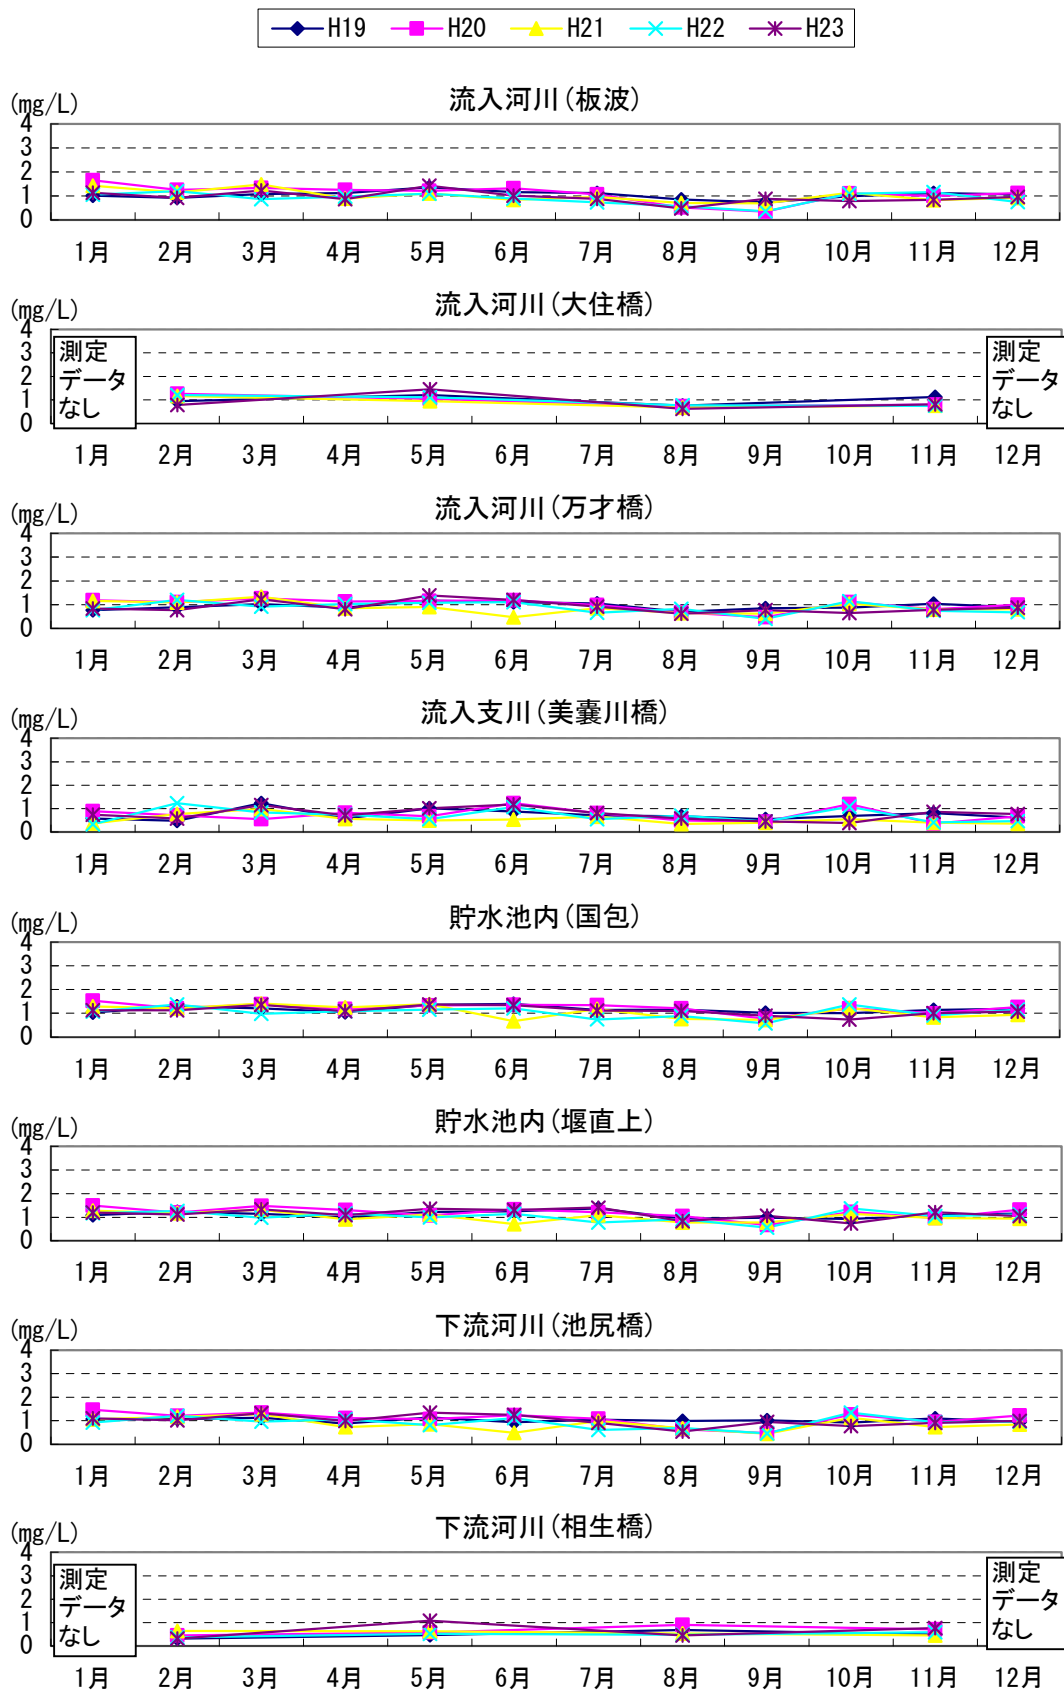 H19 H20 H21 H22 H23
(mg/L) 流入河川(板波)
4
3
2
1
0
1月 2月 3月 4月 5月 6月 7月 8月 9月 10月 11月 12月
(mg/L) 流入河川(大住橋)
4
3
2
1
0
測定
データ
なし
測定
データ
なし
1月 2月 3月 4月 5月 6月 7月 8月 9月 10月 11月 12月
(mg/L) 流入河川(万才橋)
4
3
2
1
0
1月 2月 3月 4月 5月 6月 7月 8月 9月 10月 11月 12月
(mg/L) 流入支川(美嚢川橋)
4
3
2
1
0
1月 2月 3月 4月 5月 6月 7月 8月 9月 10月 11月 12月
(mg/L) 貯水池内(国包)
4
3
2
1
0
1月 2月 3月 4月 5月 6月 7月 8月 9月 10月 11月 12月
(mg/L) 貯水池内(堰直上)
4
3
2
1
0
1月 2月 3月 4月 5月 6月 7月 8月 9月 10月 11月 12月
(mg/L) 下流河川(池尻橋)
4
3
2
1
0
1月 2月 3月 4月 5月 6月 7月 8月 9月 10月 11月 12月
(mg/L) 下流河川(相生橋)
4
3
2
1
0
測定
データ
なし
測定
データ
なし
1月 2月 3月 4月 5月 6月 7月 8月 9月 10月 11月 12月